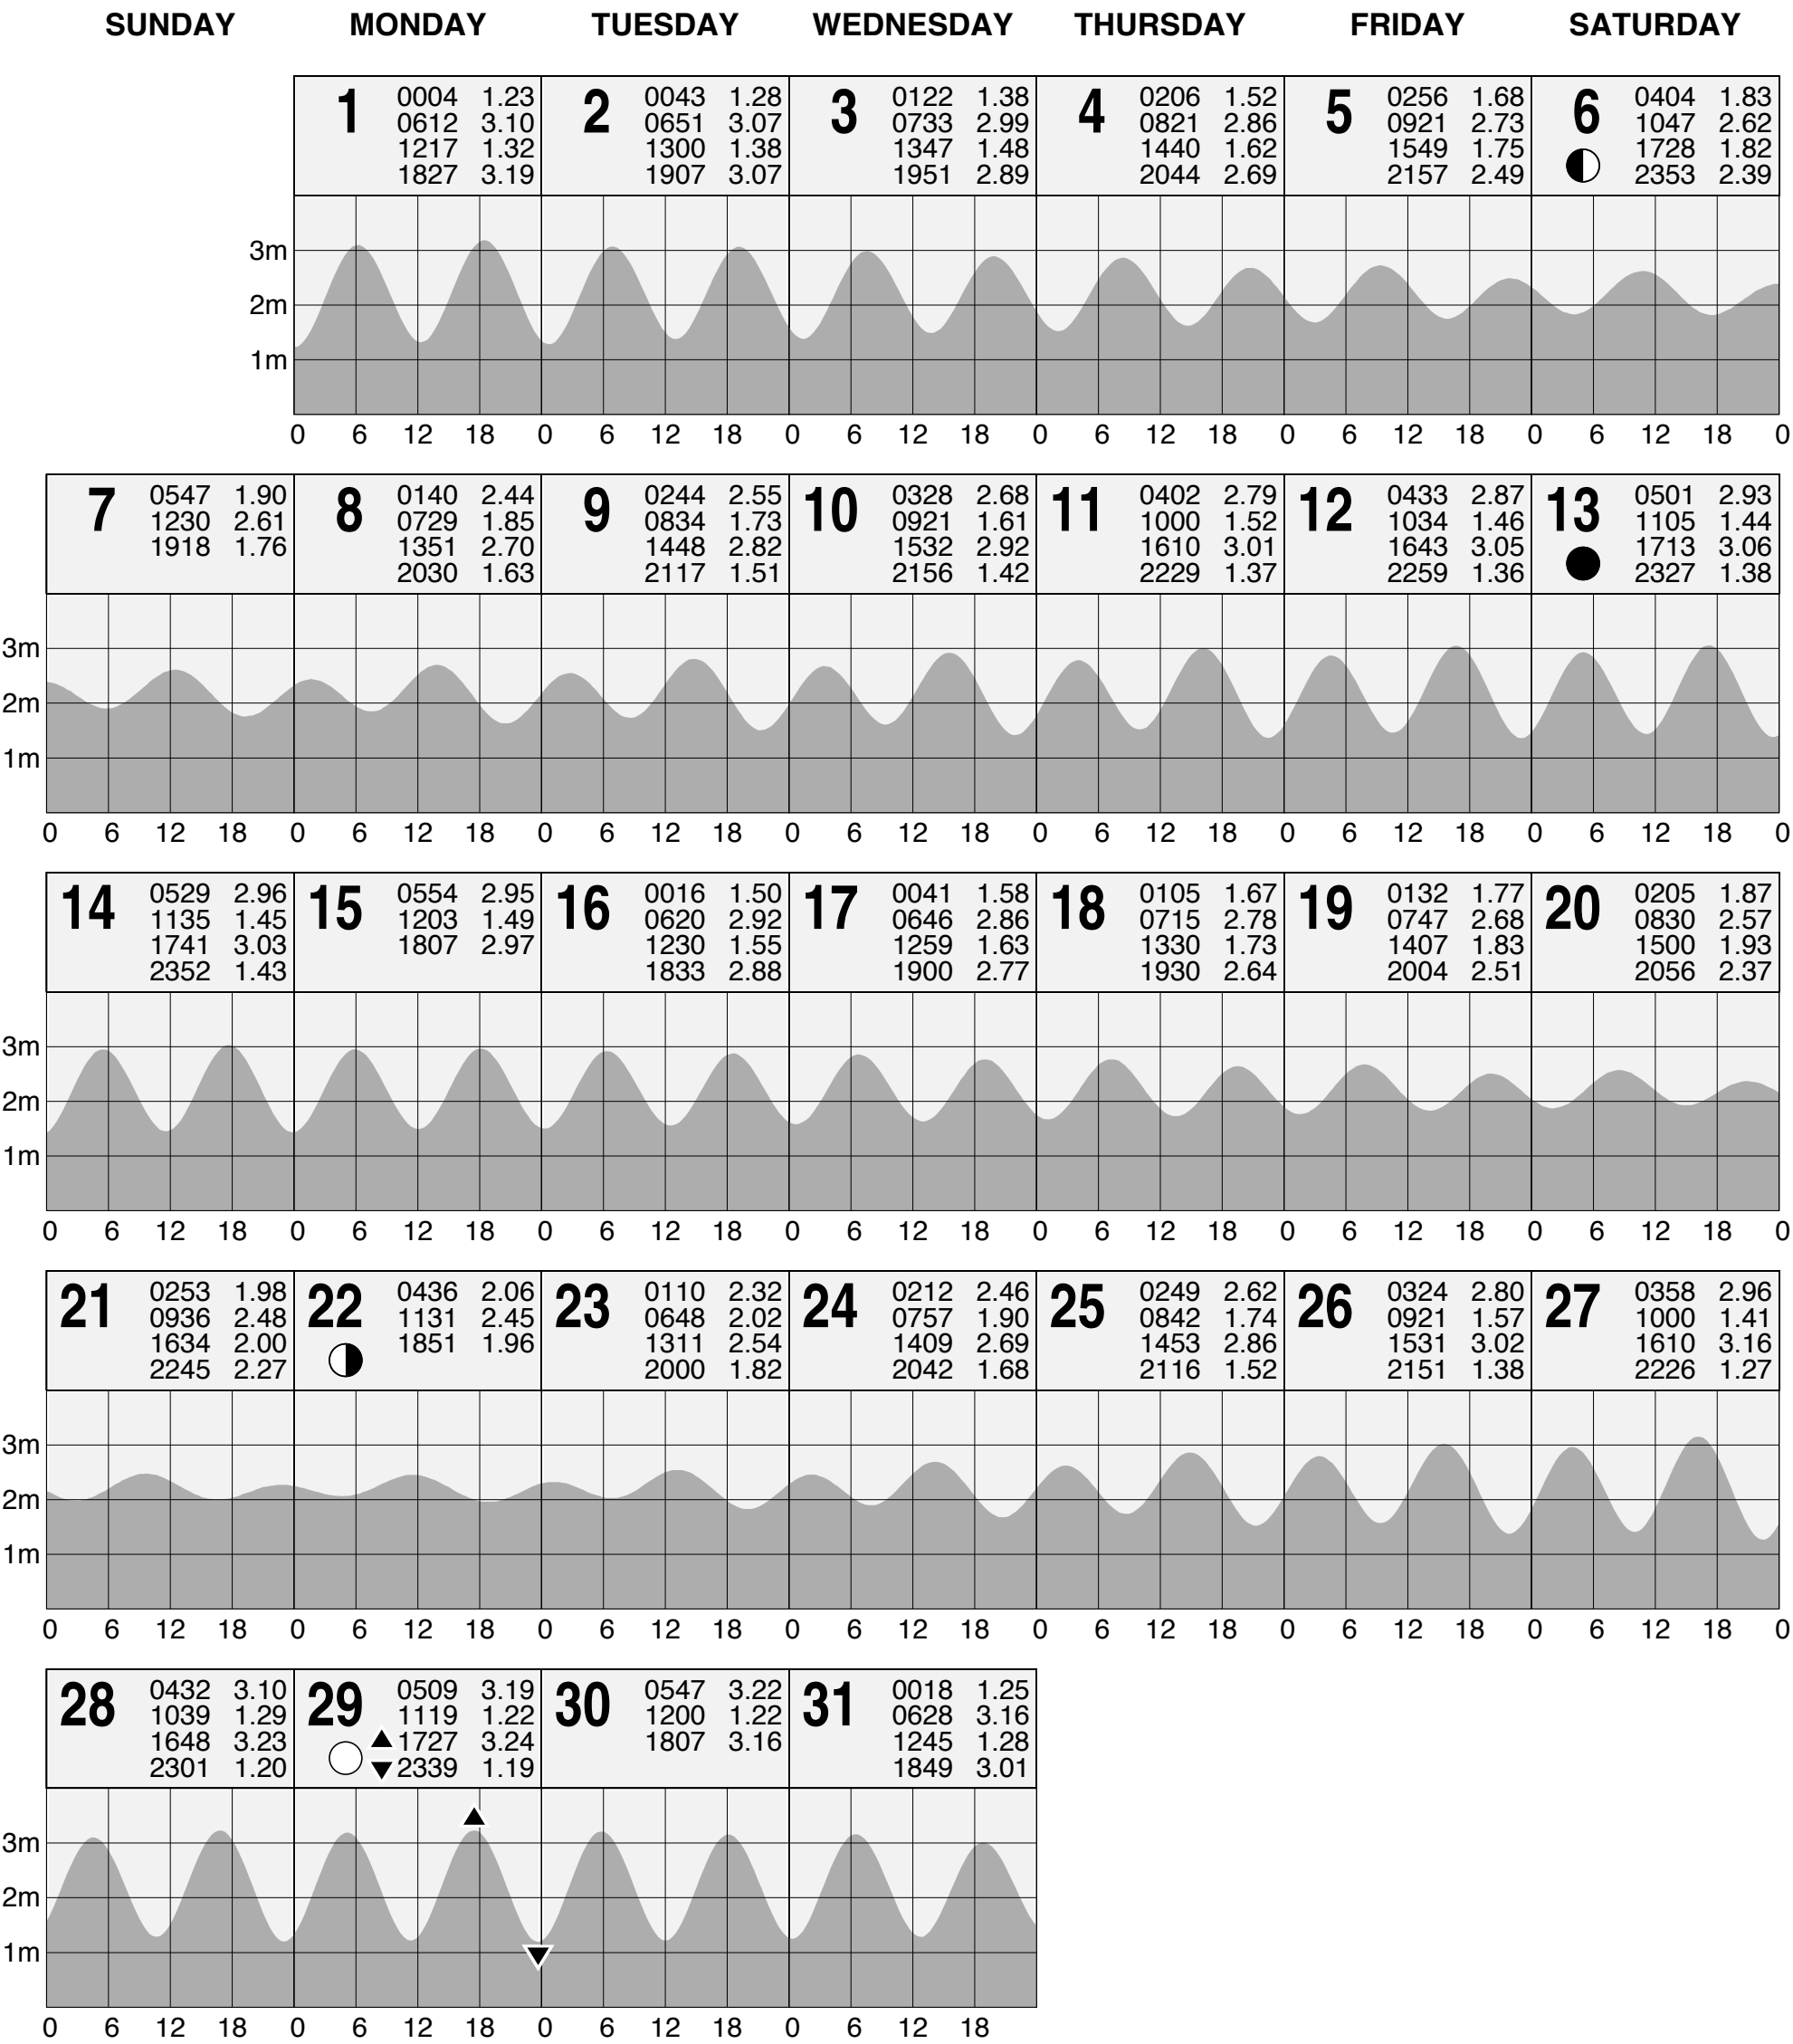 SUNDAY MONDAY TUESDAY WEDNESDAY THURSDAY FRIDAY SATURDAY
1 0004 1.23 2 0043 1.28 3 0122 1.38 4 0206 1.52 5 0256 1.68 6 0404 1.83
0612 3.10 0651 3.07 0733 2.99 0821 2.86 0921 2.73 1047 2.62
1217 1.32 1300 1.38 1347 1.48 1440 1.62 1549 1.75 1728 1.82
1827 3.19 1907 3.07 1951 2.89 2044 2.69 2157 2.49 2353 2.39
3m
2m
1m
0 6 12 18 0 6 12 18 0 6 12 18 0 6 12 18 0 6 12 18 0 6 12 18 0
7 0547 1.90 8 0140 2.44 9 0244 2.55 10 0328 2.68 11 0402 2.79 12 0433 2.87 13 0501 2.93
1230 2.61 0729 1.85 0834 1.73 0921 1.61 1000 1.52 1034 1.46 1105 1.44
1918 1.76 1351 2.70 1448 2.82 1532 2.92 1610 3.01 1643 3.05 1713 3.06
2030 1.63 2117 1.51 2156 1.42 2229 1.37 2259 1.36 2327 1.38
3m
2m
1m
0 6 12 18 0 6 12 18 0 6 12 18 0 6 12 18 0 6 12 18 0 6 12 18 0 6 12 18 0
14 0529 2.96 15 0554 2.95 16 0016 1.50 17 0041 1.58 18 0105 1.67 19 0132 1.77 20 0205 1.87
1135 1.45 1203 1.49 0620 2.92 0646 2.86 0715 2.78 0747 2.68 0830 2.57
1741 3.03 1807 2.97 1230 1.55 1259 1.63 1330 1.73 1407 1.83 1500 1.93
2352 1.43 1833 2.88 1900 2.77 1930 2.64 2004 2.51 2056 2.37
3m
2m
1m
0 6 12 18 0 6 12 18 0 6 12 18 0 6 12 18 0 6 12 18 0 6 12 18 0 6 12 18 0
21 0253 1.98 22 0436 2.06 23 0110 2.32 24 0212 2.46 25 0249 2.62 26 0324 2.80 27 0358 2.96
0936 2.48 1131 2.45 0648 2.02 0757 1.90 0842 1.74 0921 1.57 1000 1.41
1634 2.00 1851 1.96 1311 2.54 1409 2.69 1453 2.86 1531 3.02 1610 3.16
2245 2.27 2000 1.82 2042 1.68 2116 1.52 2151 1.38 2226 1.27
3m
2m
1m
0 6 12 18 0 6 12 18 0 6 12 18 0 6 12 18 0 6 12 18 0 6 12 18 0 6 12 18 0
28 0432 3.10 29 0509 3.19 30 0547 3.22 31 0018 1.25
1039 1.29 1119 1.22 1200 1.22 0628 3.16
1648 3.23 1727 3.24 1807 3.16 1245 1.28
2301 1.20 2339 1.19 1849 3.01
3m
2m
1m
0 6 12 18 0 6 12 18 0 6 12 18 0 6 12 18